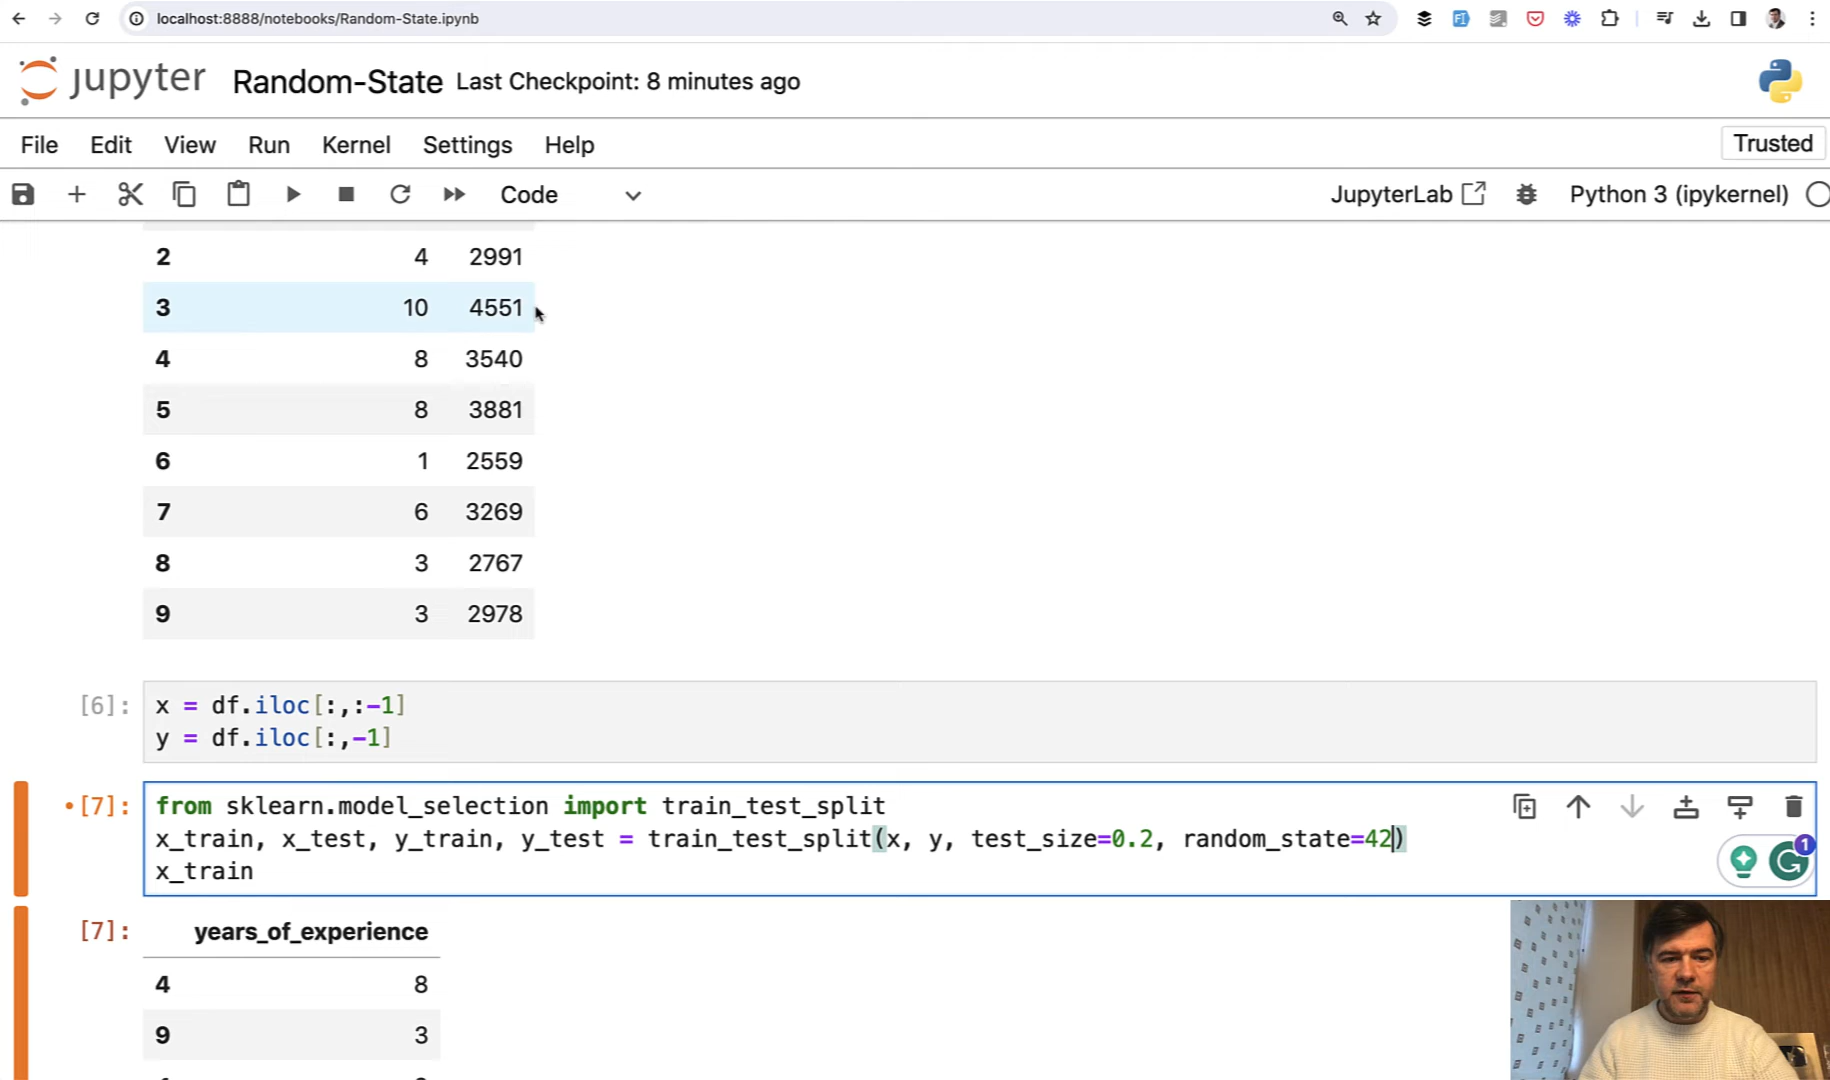 localhost:8888/notebooks/Random-State.ipynb
jupyter Random-State Last Checkpoint: 8 minutes ago
File Edit View Run Kernel Settings Help Trusted
Code JupyterLab Python 3 (ipykernel)
2 4 2991
3 10 4551
4 8 3540
5 8 3881
6 1 2559
7 6 3269
8 3 2767
9 3 2978
[6]: x = df.iloc[:,:-1]
y = df.iloc[:,-1]
[7]: from sklearn.model_selection import train_test_split
x_train, x_test, y_train, y_test = train_test_split(x, y, test_size=0.2, random_state=42)
x_train
1
[7]: years_of_experience
4 8
9 3